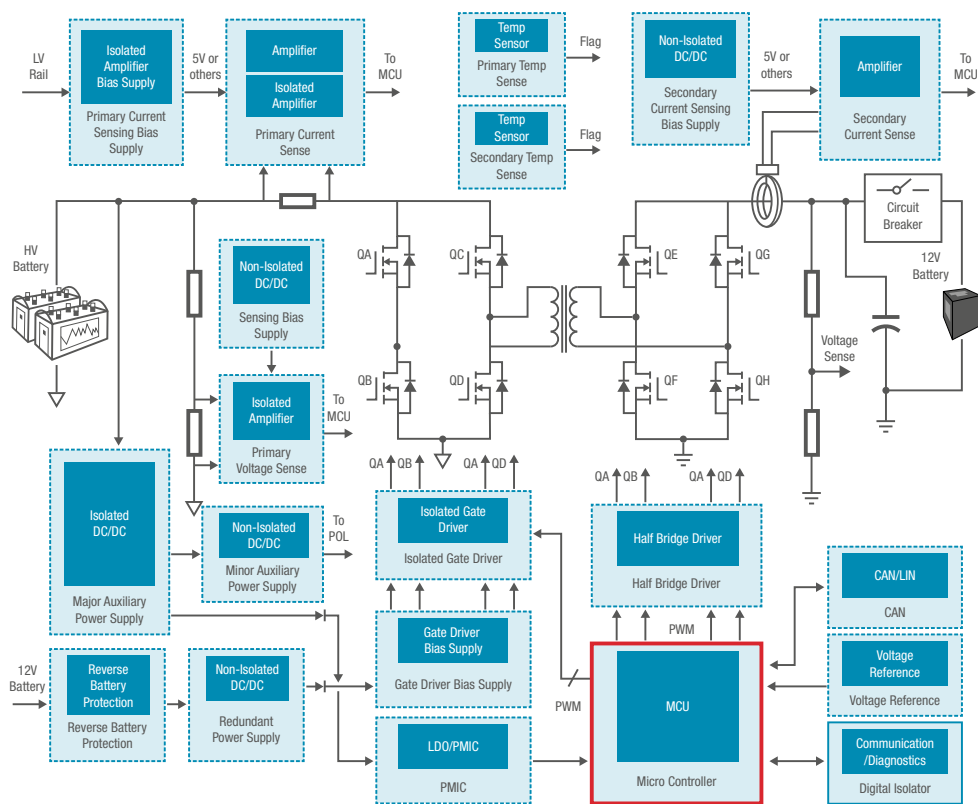 LV
Rail
Isolated
Amplifier
Bias Supply
Primary Current
Sensing Bias
Supply
5V or
others
Amplifier
Isolated
Amplifier
Primary Current
Sense
To
MCU
Temp
Sensor
Primary Temp
Sense
Flag
Temp
Sensor
Secondary Temp
Sense
Flag
Non-Isolated
DC/DC
Secondary
Current Sensing
Bias Supply
5V or
others
Amplifier
Secondary
Current Sense
To
MCU
HV
Battery
QA
QC
QE
QG
Circuit
Breaker
12V
Battery
Non-Isolated
DC/DC
Sensing Bias
Supply
QB
QD
QF
QH
Voltage
Sense
Isolated
Amplifier
Primary
Voltage Sense
To
MCU
QA
QB
QA
QD
QA
QB
QA
QD
Isolated
DC/DC
Major Auxiliary
Power Supply
Non-Isolated
DC/DC
Minor Auxiliary
Power Supply
To
POL
Isolated Gate
Driver
Isolated Gate Driver
Half Bridge Driver
Half Bridge Driver
CAN/LIN
CAN
Gate Driver
Bias Supply
Gate Driver Bias Supply
PWM
PWM
12V
Battery
Reverse
Battery
Protection
Reverse Battery
Protection
Non-Isolated
DC/DC
Redundant
Power Supply
LDO/PMIC
PMIC
MCU
Micro Controller
Voltage
Reference
Voltage Reference
Communication
/Diagnostics
Digital Isolator